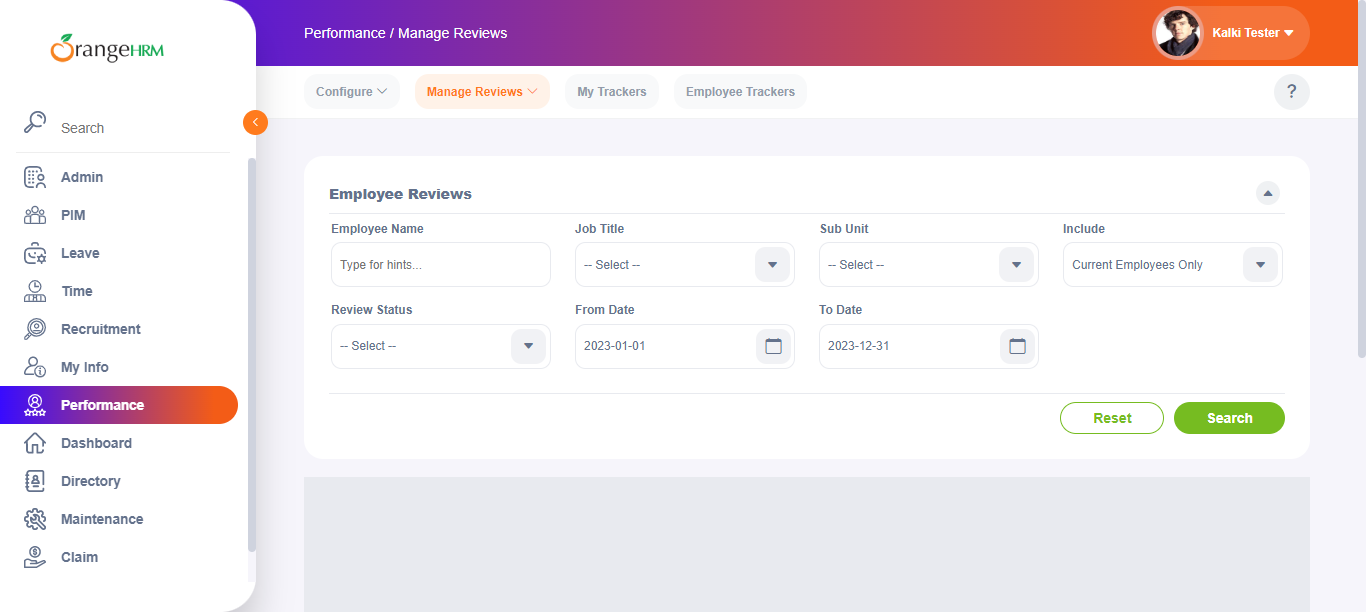 OrangeHRM
Performance / Manage Reviews
Kalki Tester
Configure
Manage Reviews
My Trackers
Employee Trackers
?
Search
Admin
PIM
Leave
Time
Recruitment
My Info
Performance
Dashboard
Directory
Maintenance
Claim
Employee Reviews
Employee Name
Job Title
Sub Unit
Include
Type for hints...
-- Select --
-- Select --
Current Employees Only
Review Status
From Date
To Date
-- Select --
2023-01-01
2023-12-31
Reset
Search